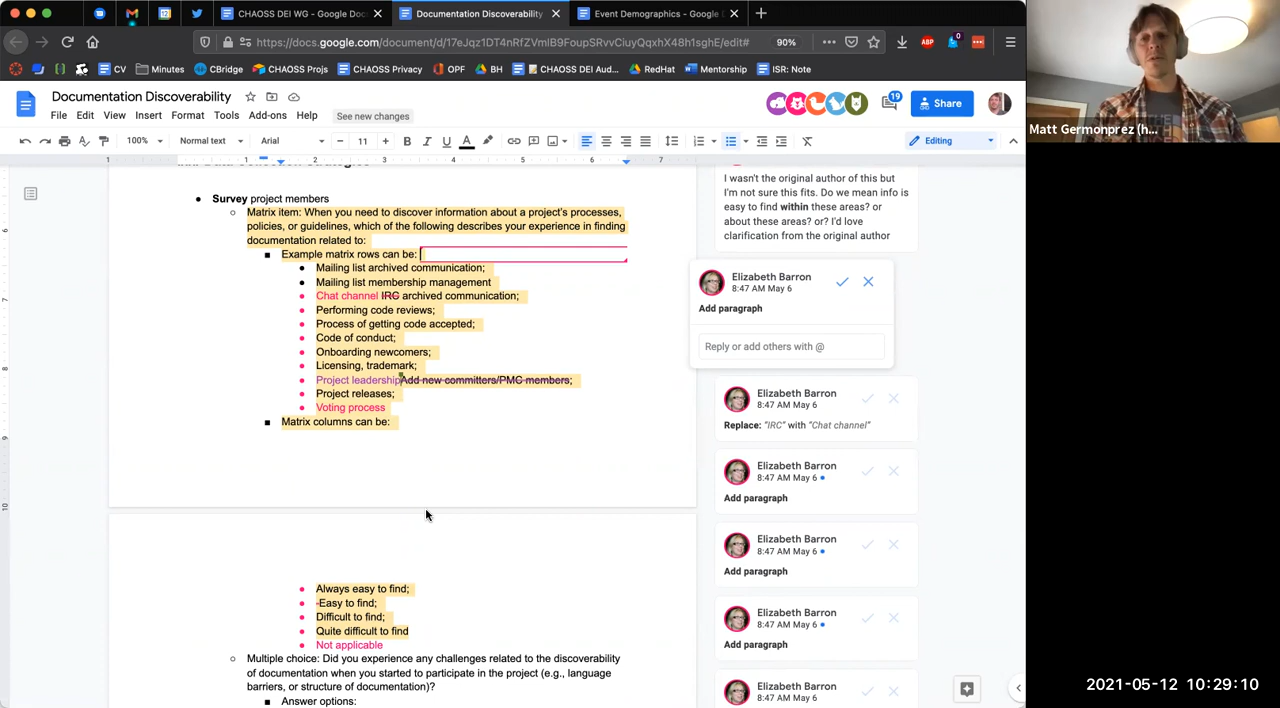 CHAOSS DEI WG - Google Doc
Documentation Discoverability
Event Demographics - Google
https://docs.google.com/document/d/17eJqz1DT4nRfZVmlB9FoupSRvvCiuyQqxhX48h1sghE/edit#
90%
ABP
0
CV
Minutes
CBridge
CHAOSS Projs
CHAOSS Privacy
OPF
BH
CHAOSS DEI Aud...
RedHat
Mentorship
ISR: Note
Documentation Discoverability
File Edit View Insert Format Tools Add-ons Help
See new changes
19
Share
100%
Normal text
Arial
11
Editing
1 1 2 3 4 5 6 7
Survey project members
Matrix item: When you need to discover information about a project's processes,
policies, or guidelines, which of the following describes your experience in finding
documentation related to:
Example matrix rows can be:
Mailing list archived communication;
Mailing list membership management
Chat channel IRC archived communication;
Performing code reviews;
Process of getting code accepted;
Code of conduct;
Onboarding newcomers;
Licensing, trademark;
Project leadershipAdd new committers/PMC members;
Project releases;
Voting process
Matrix columns can be:
Always easy to find;
-Easy to find;
Difficult to find;
Quite difficult to find
Not applicable
Multiple choice: Did you experience any challenges related to the discoverability
of documentation when you started to participate in the project (e.g., language
barriers, or structure of documentation)?
Answer options:
I wasn't the original author of this but
I'm not sure this fits. Do we mean info is
easy to find within these areas? or
about these areas? or? I'd love
clarification from the original author
Elizabeth Barron
8:47 AM May 6
Add paragraph
Reply or add others with @
Elizabeth Barron
8:47 AM May 6
Replace: "IRC" with "Chat channel"
Elizabeth Barron
8:47 AM May 6
Add paragraph
Elizabeth Barron
8:47 AM May 6
Add paragraph
Elizabeth Barron
8:47 AM May 6
Add paragraph
Elizabeth Barron
8:47 AM May 6
Matt Germonprez (h...
2021-05-12 10:29:10